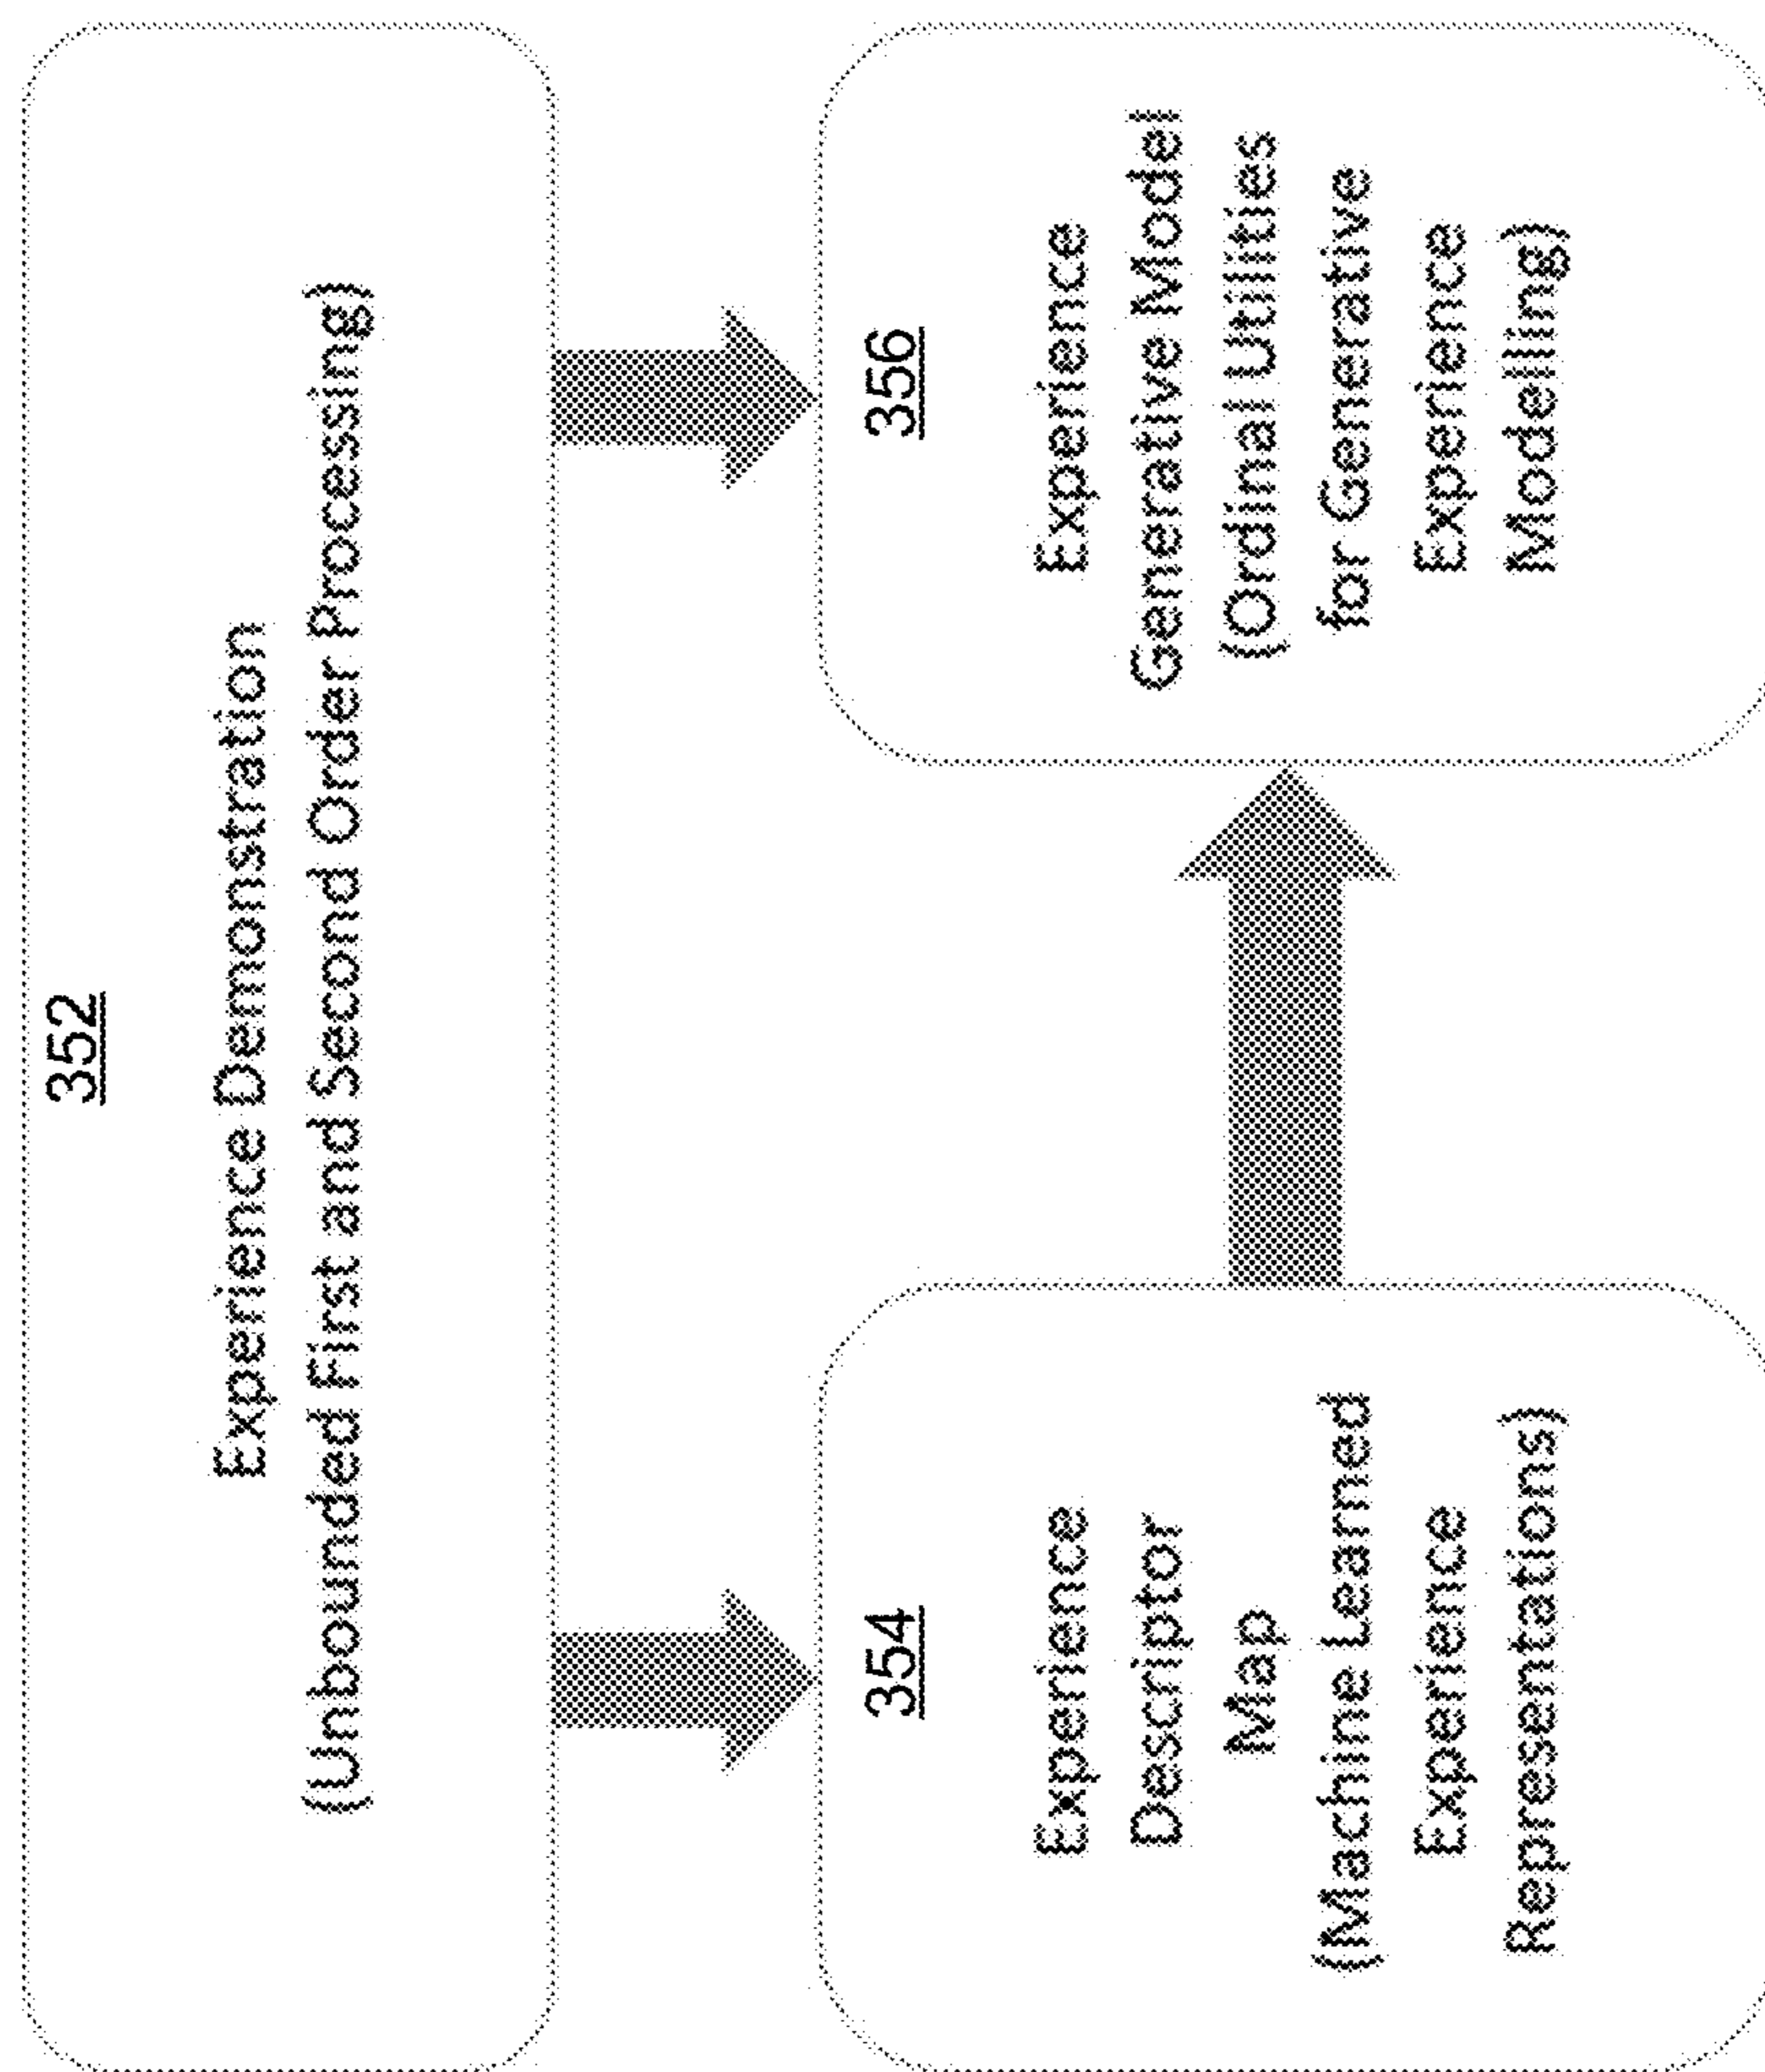 352
Experience Demonstration
(Unbounded First and Second Order Processing)
354
Experience
Descriptor
Map
(Machine Learned
Experience
Representations)
356
Experience
Generative Model
(Ordinal Utilities
for Generative
Experience
Modelling)